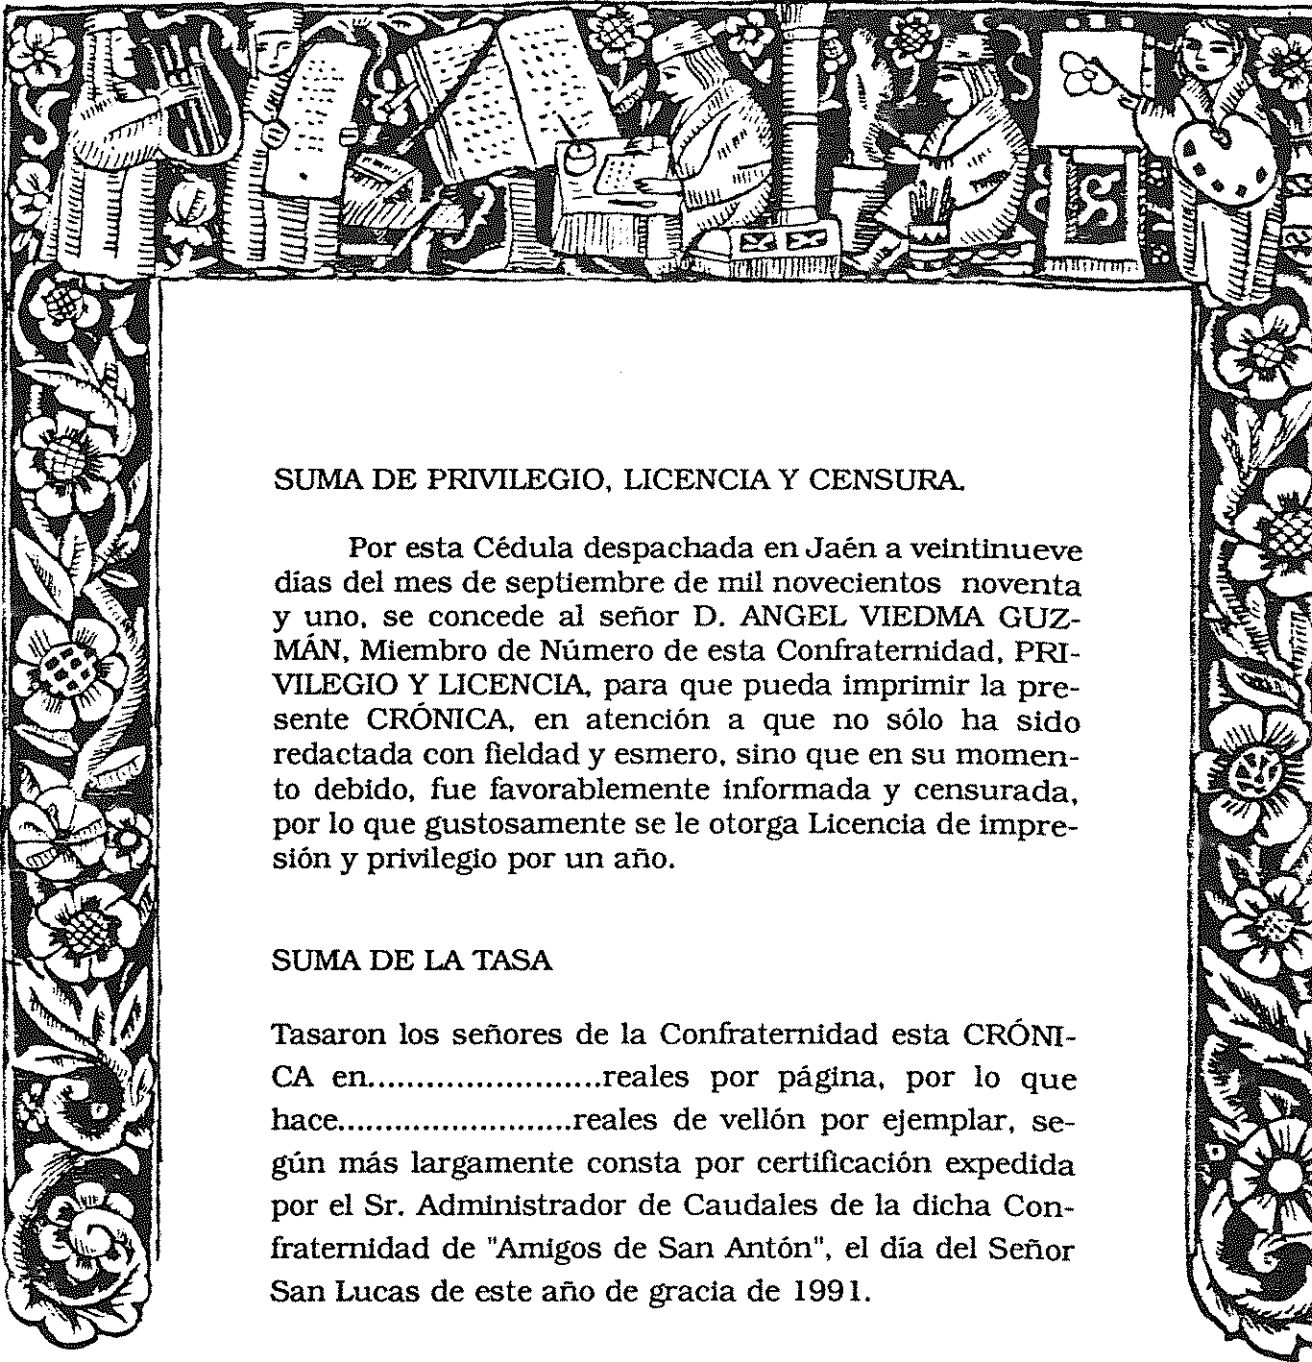 SUMA DE PRIVILEGIO, LICENCIA Y CENSURA.
Por esta Cédula despachada en Jaén a veintinueve
días del mes de septiembre de mil novecientos noventa
y uno, se concede al señor D. ANGEL VIEDMA GUZ-
MÁN, Miembro de Número de esta Confraternidad, PRI-
VILEGIO Y LICENCIA, para que pueda imprimir la pre-
sente CRÓNICA, en atención a que no sólo ha sido
redactada con fieldad y esmero, sino que en su momen-
to debido, fue favorablemente informada y censurada,
por lo que gustosamente se le otorga Licencia de impre-
sión y privilegio por un año.
SUMA DE LA TASA
Tasaron los señores de la Confraternidad esta CRÓNI-
CA en........................reales por página, por lo que
hace........................reales de vellón por ejemplar, se-
gún más largamente consta por certificación expedida
por el Sr. Administrador de Caudales de la dicha Con-
fraternidad de "Amigos de San Antón", el día del Señor
San Lucas de este año de gracia de 1991.